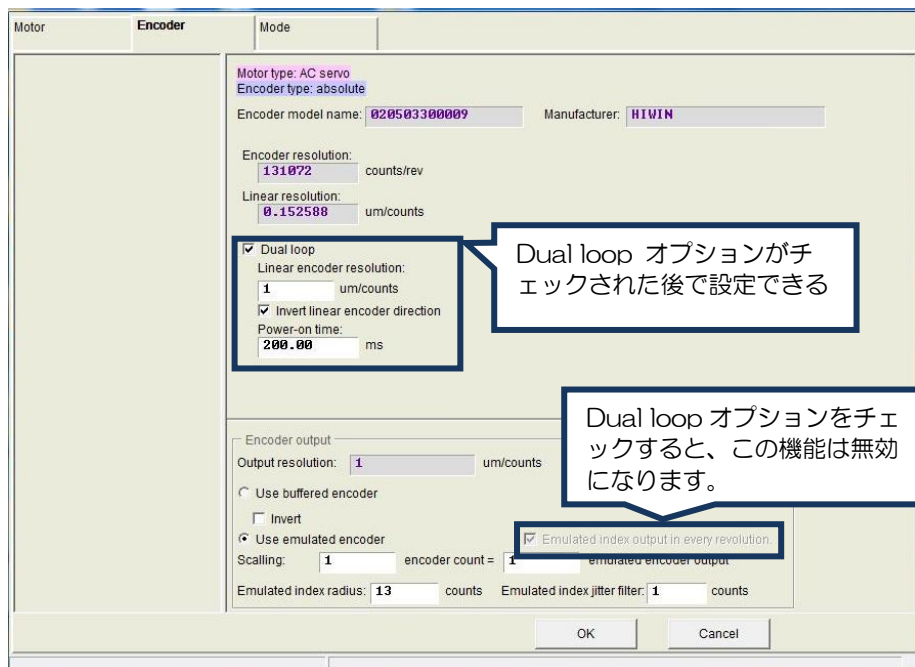 Motor Encoder Mode
Motor type: AC servo
Encoder type: absolute
Encoder model name: 020503300009 Manufacturer: HIWIN
Encoder resolution:
131072 counts/rev
Linear resolution:
0.152588 um/counts
Dual loop
Linear encoder resolution:
1 um/counts
Invert linear encoder direction
Power-on time:
200.00 ms
Dual loop オプションがチ
ェックされた後で設定できる
Dual loop オプションをチェ
ックすると、この機能は無効
になります。
Encoder output
Output resolution: 1 um/counts
Use buffered encoder
Invert
Use emulated encoder Emulated index output in every revolution.
Scalling: 1 encoder count = 1 emulated encoder output
Emulated index radius: 13 counts Emulated index jitter filter: 1 counts
OK Cancel